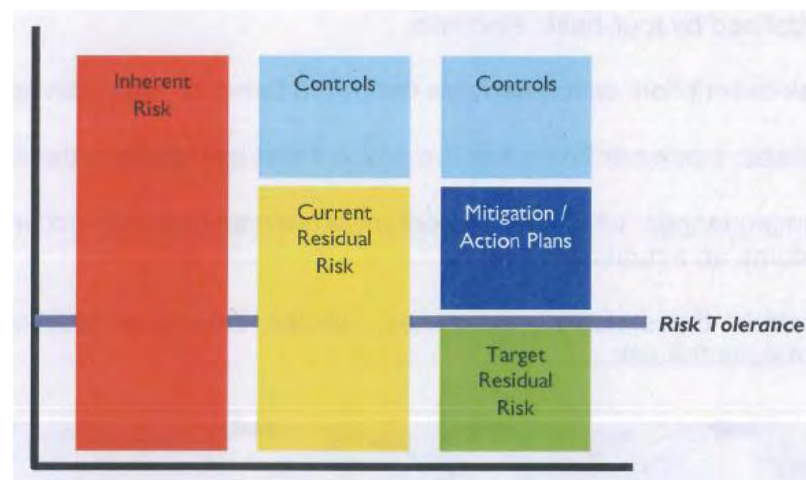 Inherent
Risk
Controls
Current
Residual
Risk
Controls
Mitigation /
Action Plans
Target
Residual
Risk
Risk Tolerance